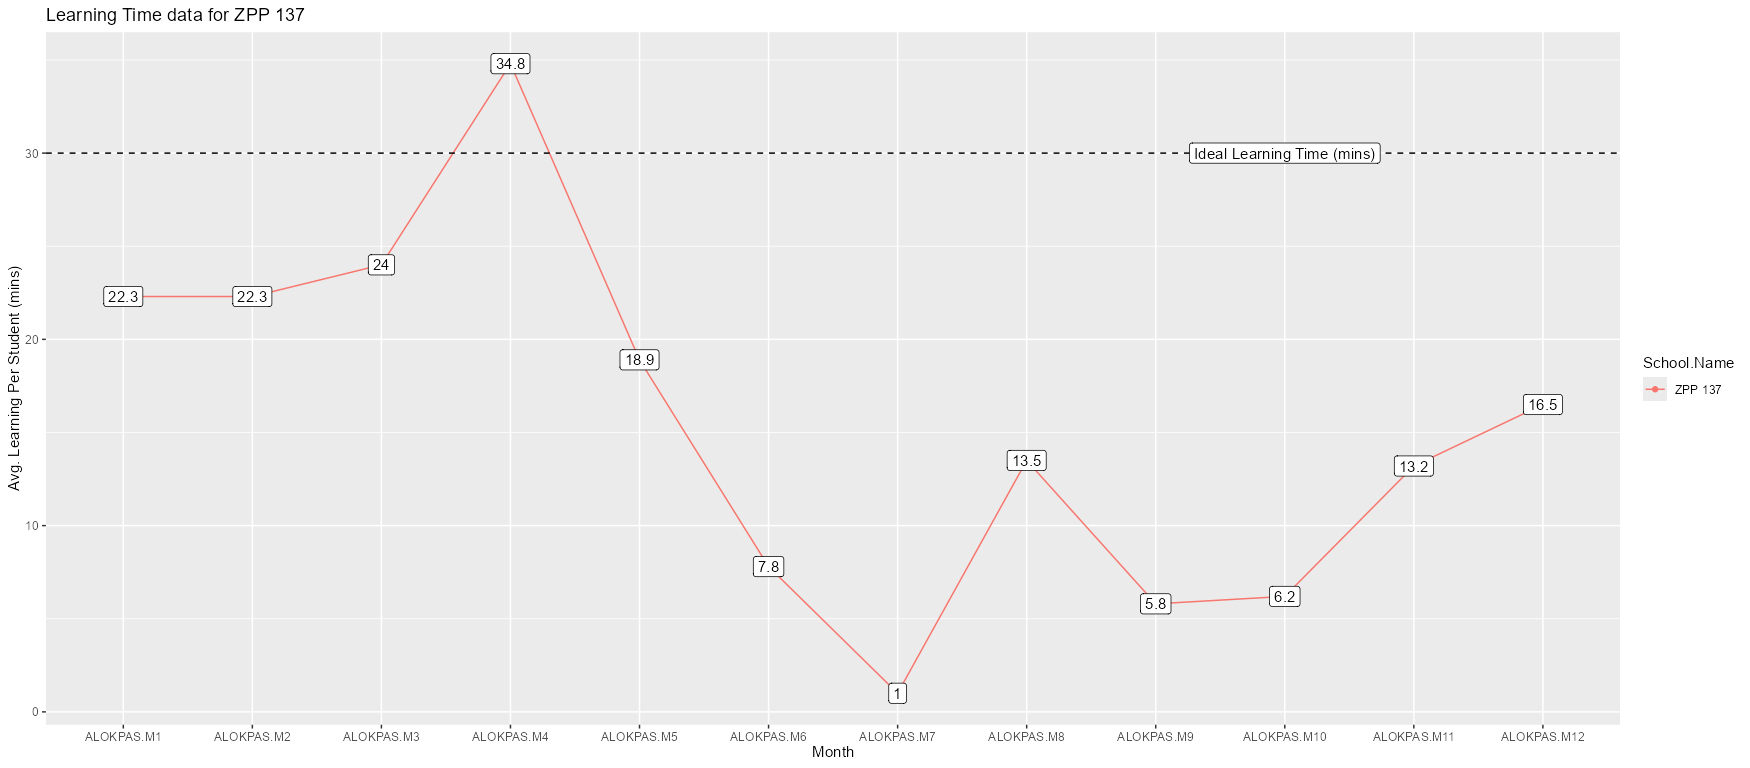 Learning Time data for ZPP 137
34.8
30
Ideal Learning Time (mins)
24
22.3
22.3
20
18.9
16.5
13.5
13.2
10
7.8
6.2
5.8
1
0
Avg. Learning Per Student (mins)
ALOKPAS.M1 ALOKPAS.M2 ALOKPAS.M3 ALOKPAS.M4 ALOKPAS.M5 ALOKPAS.M6 ALOKPAS.M7 ALOKPAS.M8 ALOKPAS.M9 ALOKPAS.M10 ALOKPAS.M11 ALOKPAS.M12
Month
School.Name
ZPP 137